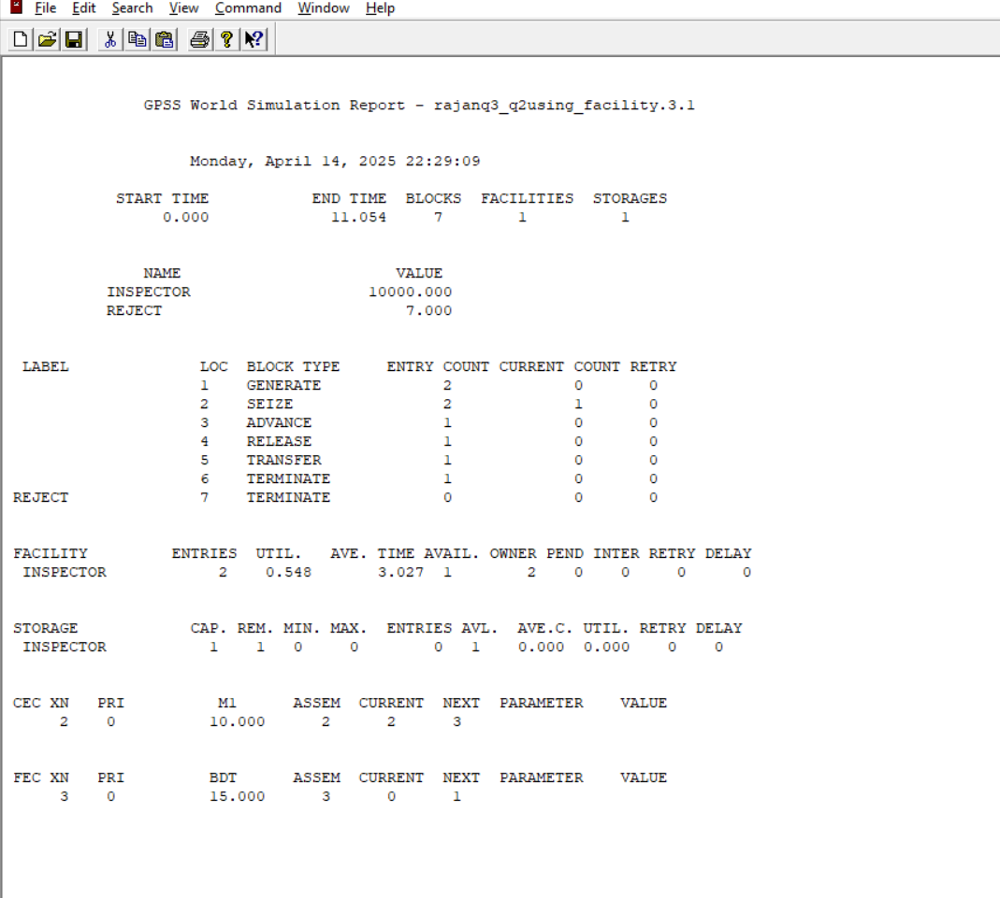 File Edit Search View Command Window Help
GPSS World Simulation Report - rajanq3_q2using_facility.3.1
Monday, April 14, 2025 22:29:09
START TIME END TIME BLOCKS FACILITIES STORAGES
0.000 11.054 7 1 1
NAME VALUE
INSPECTOR 10000.000
REJECT 7.000
LABEL LOC BLOCK TYPE ENTRY COUNT CURRENT COUNT RETRY
1 GENERATE 2 0 0
2 SEIZE 2 1 0
3 ADVANCE 1 0 0
4 RELEASE 1 0 0
5 TRANSFER 1 0 0
6 TERMINATE 1 0 0
REJECT 7 TERMINATE 0 0 0
FACILITY ENTRIES UTIL. AVE. TIME AVAIL. OWNER PEND INTER RETRY DELAY
INSPECTOR 2 0.548 3.027 1 2 0 0 0 0
STORAGE CAP. REM. MIN. MAX. ENTRIES AVL. AVE.C. UTIL. RETRY DELAY
INSPECTOR 1 1 0 0 0 1 0.000 0.000 0 0
CEC XN PRI M1 ASSEM CURRENT NEXT PARAMETER VALUE
2 0 10.000 2 2 3
FEC XN PRI BDT ASSEM CURRENT NEXT PARAMETER VALUE
3 0 15.000 3 0 1